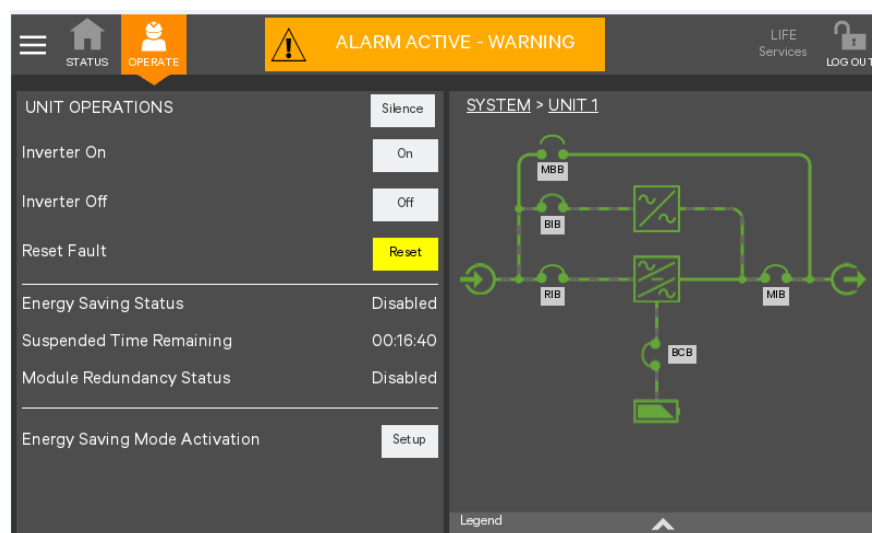 STATUS
OPERATE
ALARM ACTIVE - WARNING
LIFE
Services
LOG OUT
UNIT OPERATIONS
Silence
Inverter On
On
Inverter Off
Off
Reset Fault
Reset
Energy Saving Status
Disabled
Suspended Time Remaining
00:16:40
Module Redundancy Status
Disabled
Energy Saving Mode Activation
Setup
SYSTEM > UNIT 1
MBB
BIB
RIB
MIB
BCB
Legend